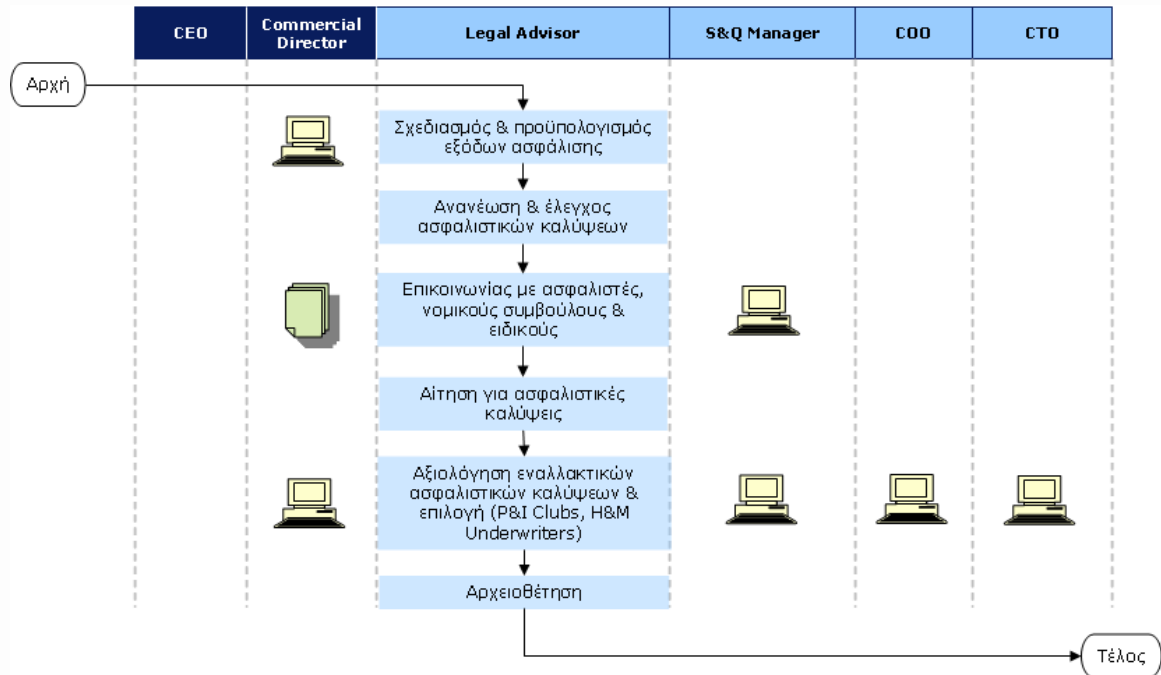 CEO
Commercial
Director
Legal Advisor
S&Q Manager
COO
CTO
Αρχή
Σχεδιασμός & προϋπολογισμός
εξόδων ασφάλισης
Ανανέωση & έλεγχος
ασφαλιστικών καλύψεων
Επικοινωνίας με ασφαλιστές,
νομικούς συμβούλους &
ειδικούς
Αίτηση για ασφαλιστικές
καλύψεις
Αξιολόγηση εναλλακτικών
ασφαλιστικών καλύψεων &
επιλογή (P&I Clubs, H&M
Underwriters)
Αρχειοθέτηση
Τέλος